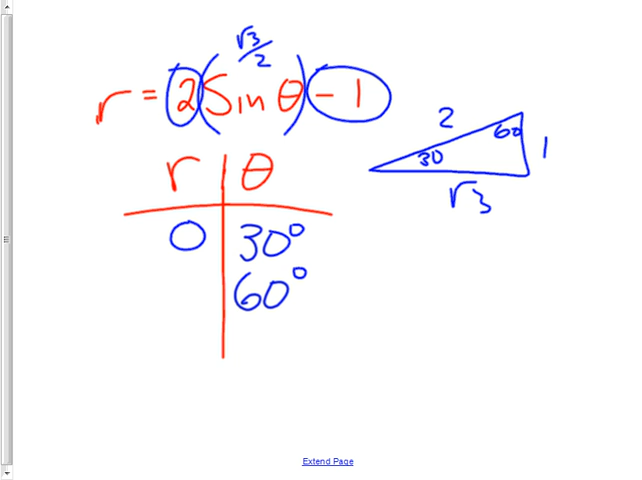 √3/2
r = 2(Sin θ) - 1
r θ
0 30°
60°
2
60
30
1
√3
Extend Page